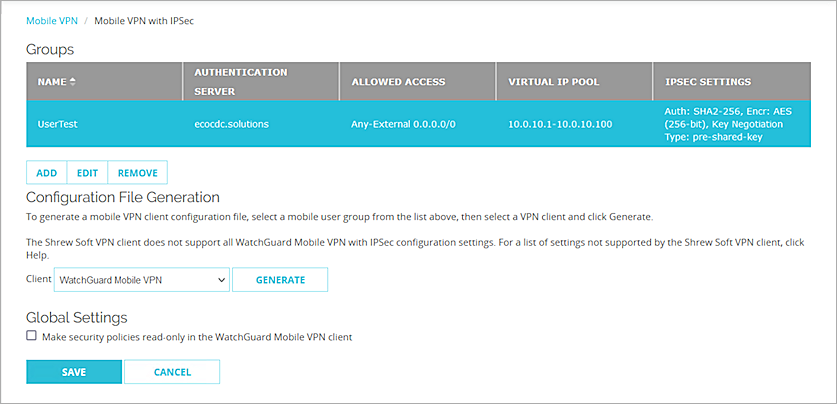 Mobile VPN / Mobile VPN with IPSec
Groups
NAME
AUTHENTICATION
SERVER
ALLOWED ACCESS
VIRTUAL IP POOL
IPSEC SETTINGS
UserTest
ecocdc.solutions
Any-External 0.0.0.0/0
10.0.10.1-10.0.10.100
Auth: SHA2-256, Encr: AES
(256-bit), Key Negotiation
Type: pre-shared-key
ADD EDIT REMOVE
Configuration File Generation
To generate a mobile VPN client configuration file, select a mobile user group from the list above, then select a VPN client and click Generate.
The Shrew Soft VPN client does not support all WatchGuard Mobile VPN with IPSec configuration settings. For a list of settings not supported by the Shrew Soft VPN client, click
Help.
Client WatchGuard Mobile VPN GENERATE
Global Settings
Make security policies read-only in the WatchGuard Mobile VPN client
SAVE CANCEL